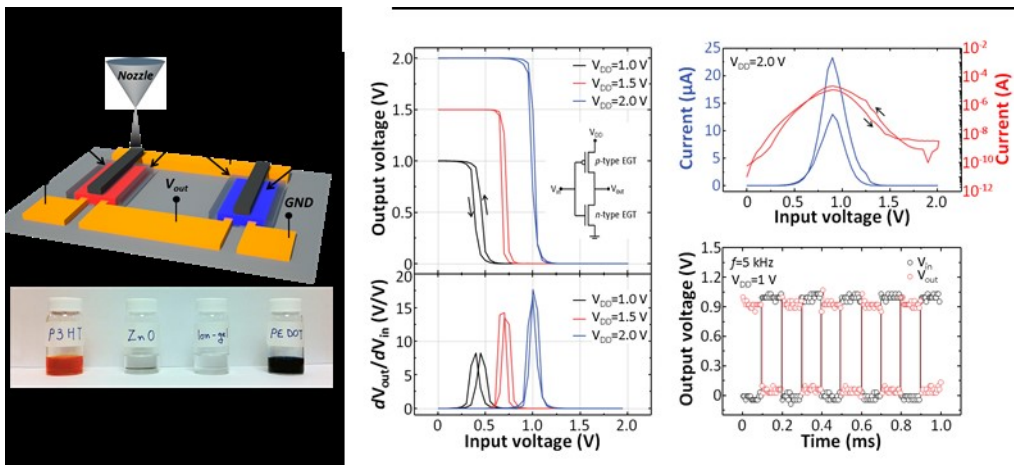 Nozzle
V_out
GND
P3HT
ZnO
Ion-gel
PEDOT
Output voltage (V)
2.0
1.5
1.0
0.5
0.0
V_DD=1.0 V
V_DD=1.5 V
V_DD=2.0 V
V_DD
p-type EGT
V_in
V_out
n-type EGT
dV_out/dV_in (V/V)
20
15
10
5
0
V_DD=1.0 V
V_DD=1.5 V
V_DD=2.0 V
0.0 0.5 1.0 1.5 2.0
Input voltage (V)
Current (μA)
25
20
15
10
5
0
V_DD=2.0 V
Current (A)
10^-2
10^-4
10^-6
10^-8
10^-10
10^-12
0.0 0.5 1.0 1.5 2.0
Input voltage (V)
Output voltage (V)
1.5
1.2
0.9
0.6
0.3
0
f=5 kHz
V_DD=1 V
V_in
V_out
0.0 0.2 0.4 0.6 0.8 1.0
Time (ms)